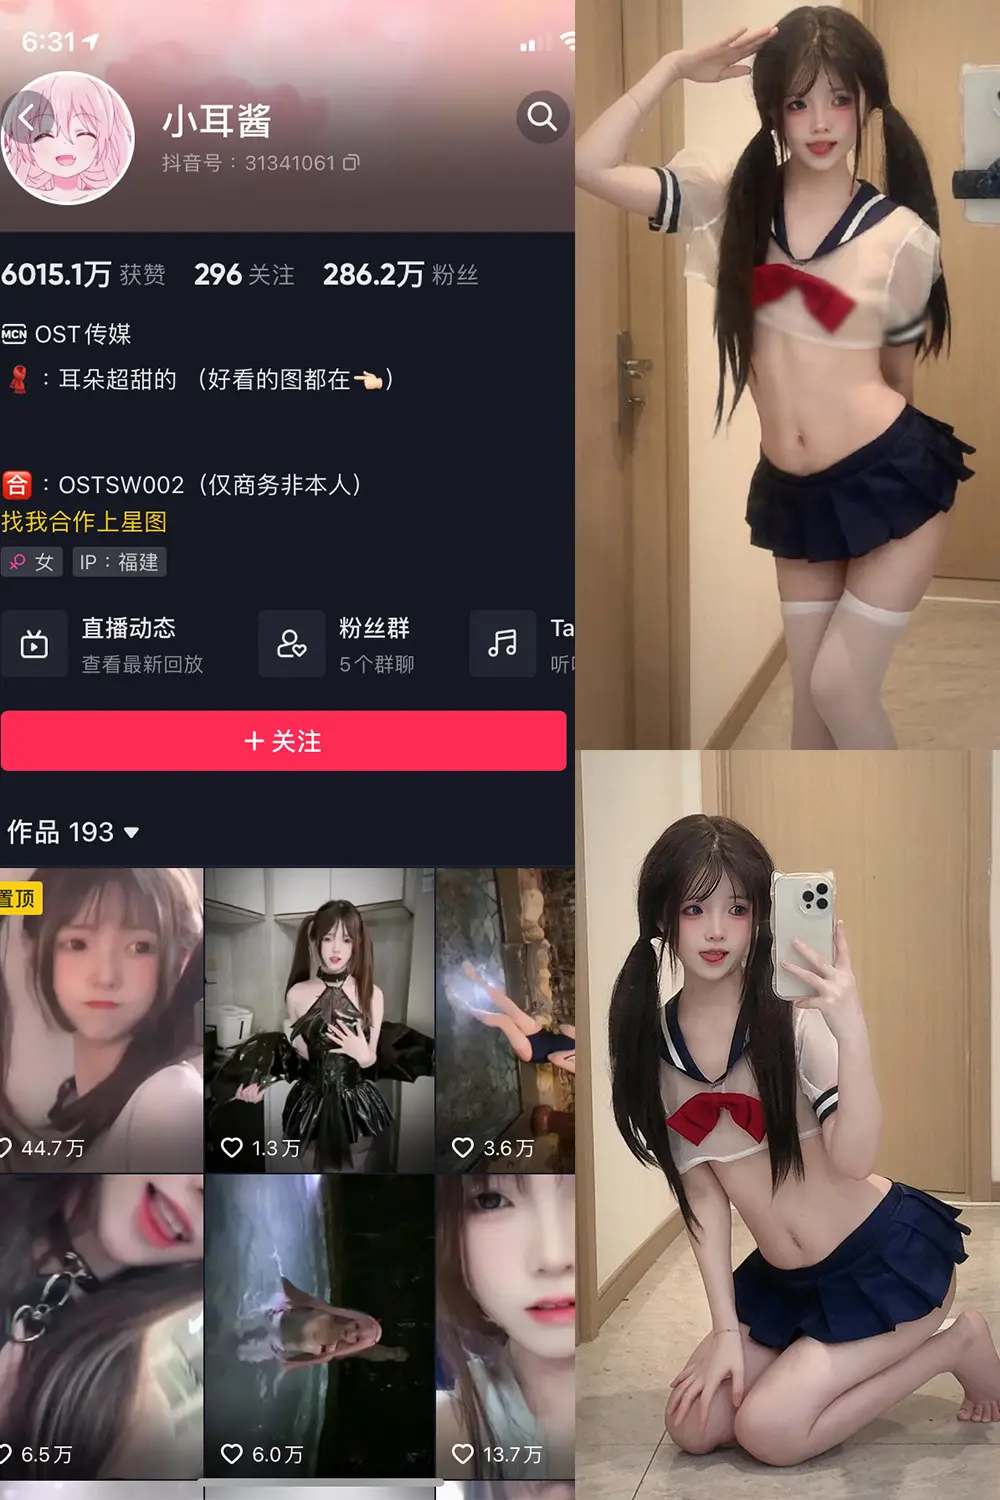 6:31
小耳酱
抖音号：31341061
6015.1万 获赞 296 关注 286.2万 粉丝
MCN OST传媒
：耳朵超甜的 （好看的图都在👈🏻）
🈴：OSTSW002（仅商务非本人）
找我合作上星图
女 IP：福建
直播动态
查看最新回放
粉丝群
5个群聊
Ta
听
+ 关注
作品 193
置顶
44.7万
1.3万
3.6万
6.5万
6.0万
13.7万